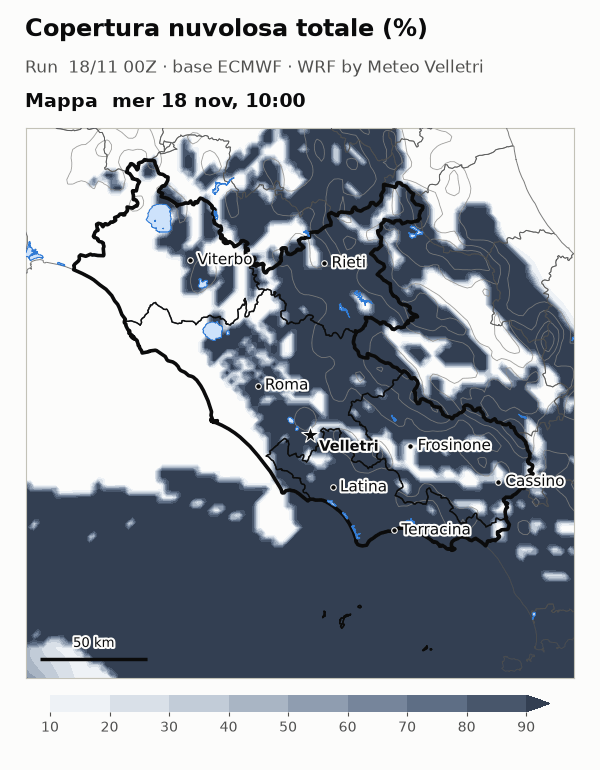 Copertura nuvolosa totale (%)
Run  18/11 00Z · base ECMWF · WRF by Meteo Velletri
Mappa  mer 18 nov, 10:00
Viterbo
Rieti
Roma
Velletri
Frosinone
Cassino
Latina
Terracina
50 km
10 20 30 40 50 60 70 80 90